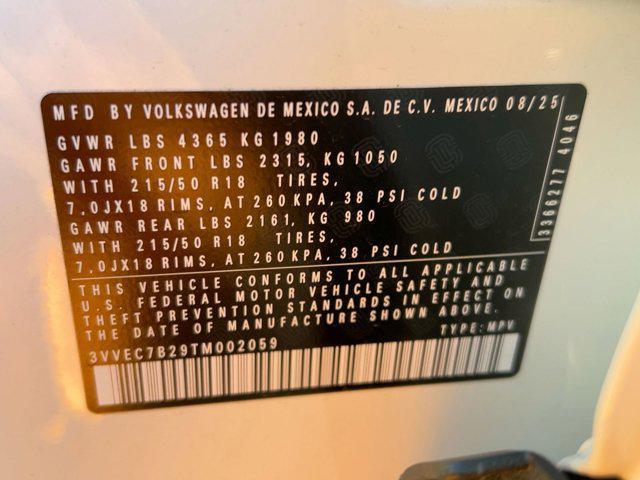 MFD BY VOLKSWAGEN DE MEXICO S.A. DE C.V. MEXICO 08/25
GVWR LBS 4365 KG 1980
GAWR FRONT LBS 2315, KG 1050
WITH 215/50 R18 TIRES,
7.0JX18 RIMS, AT 260 KPA, 38 PSI COLD
GAWR REAR LBS 2161, KG 980
WITH 215/50 R18 TIRES,
7.0JX18 RIMS, AT 260 KPA, 38 PSI COLD
THIS VEHICLE CONFORMS TO ALL APPLICABLE
U.S. FEDERAL MOTOR VEHICLE SAFETY AND
THEFT PREVENTION STANDARDS IN EFFECT ON
THE DATE OF MANUFACTURE SHOWN ABOVE.
3VVEC7B29TM002059 TYPE: MPV
3366277 4046